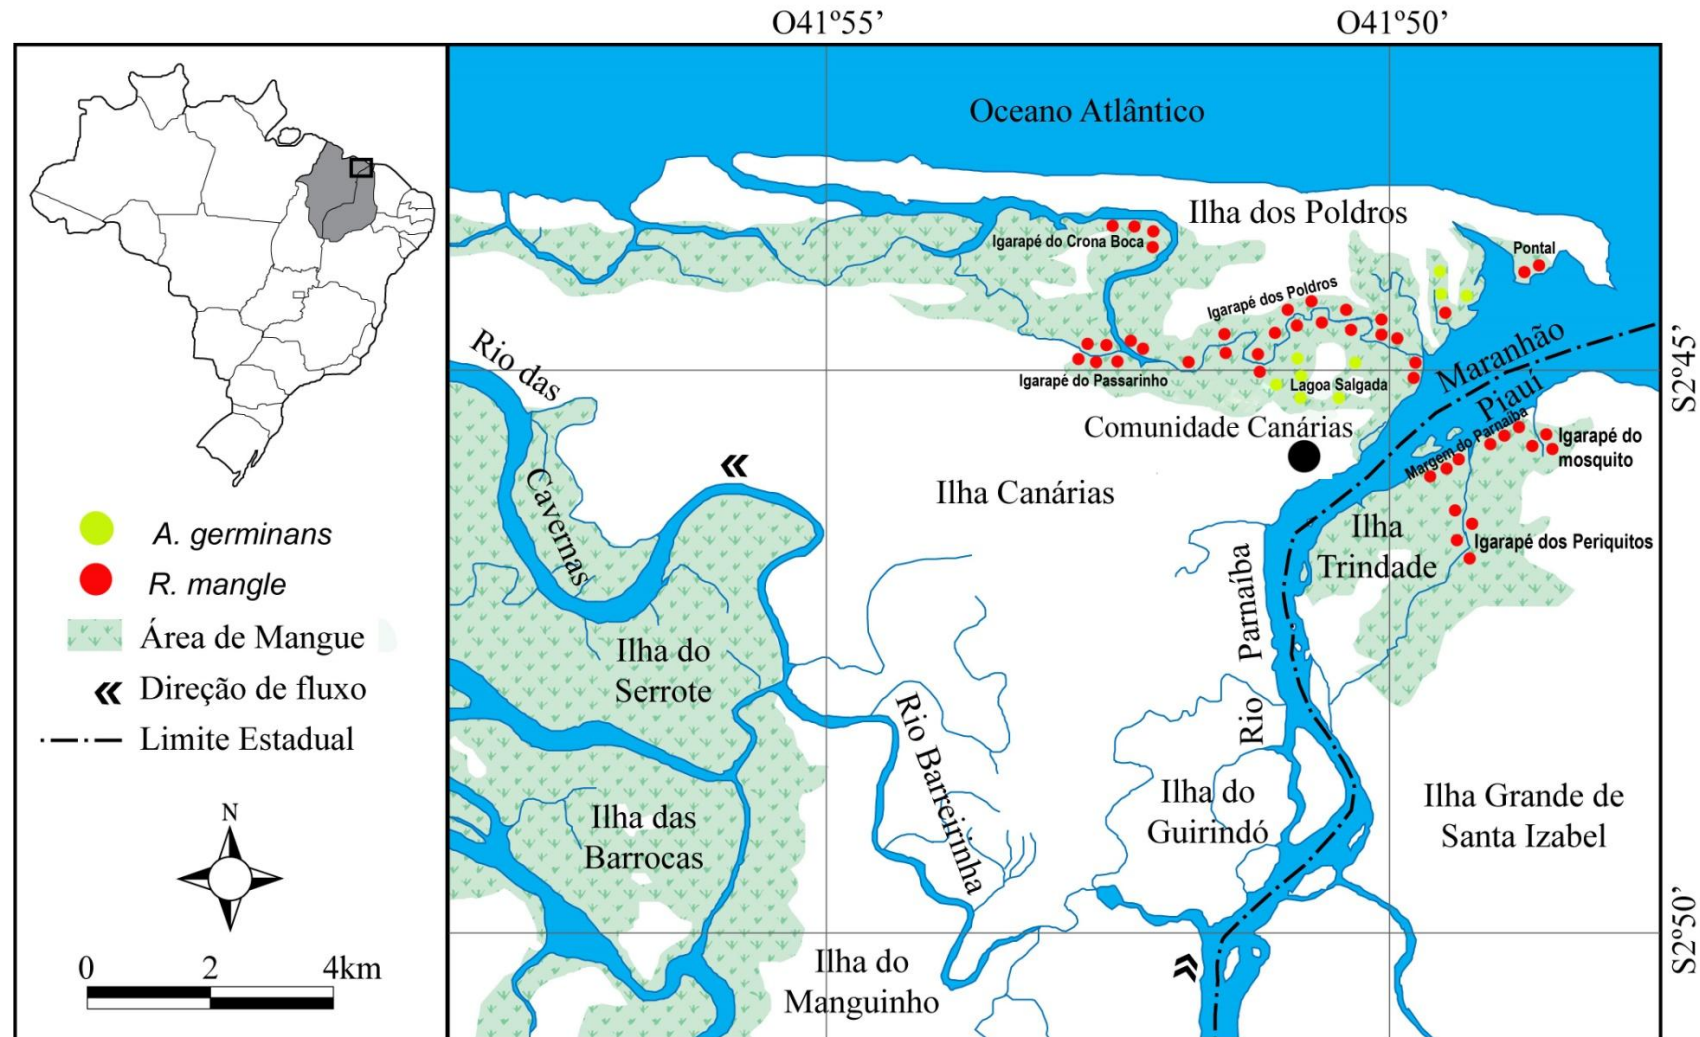 O41º55’
O41º50’
Oceano Atlântico
Ilha dos Poldros
Igarapé do Crona Boca
Pontal
Igarapé dos Poldros
Maranhão
S2º45’
Rio das
Igarapé do Passarinho
Lagoa Salgada
Piauí
Comunidade Canárias
Margem do Parnaíba
Igarapé do
mosquito
Cavernas
Ilha Canárias
Ilha
Trindade
Igarapé dos Periquitos
Rio Parnaíba
Ilha do
Serrote
Rio Barreirinha
Ilha do
Guirindó
Ilha Grande de
Santa Izabel
Ilha das
Barrocas
S2º50’
Ilha do
Manguinho
A. germinans
R. mangle
Área de Mangue
Direção de fluxo
Limite Estadual
N
0 2 4km